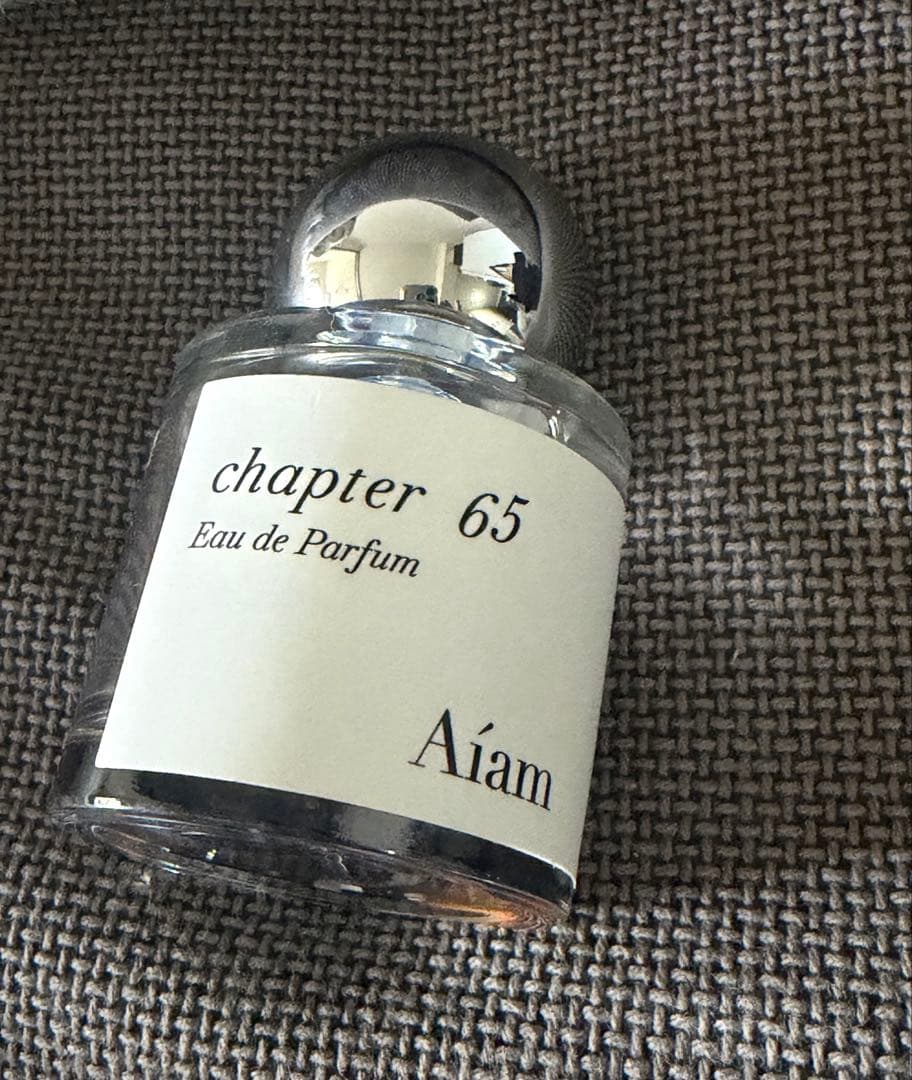 chapter 65
Eau de Parfum
Aíam